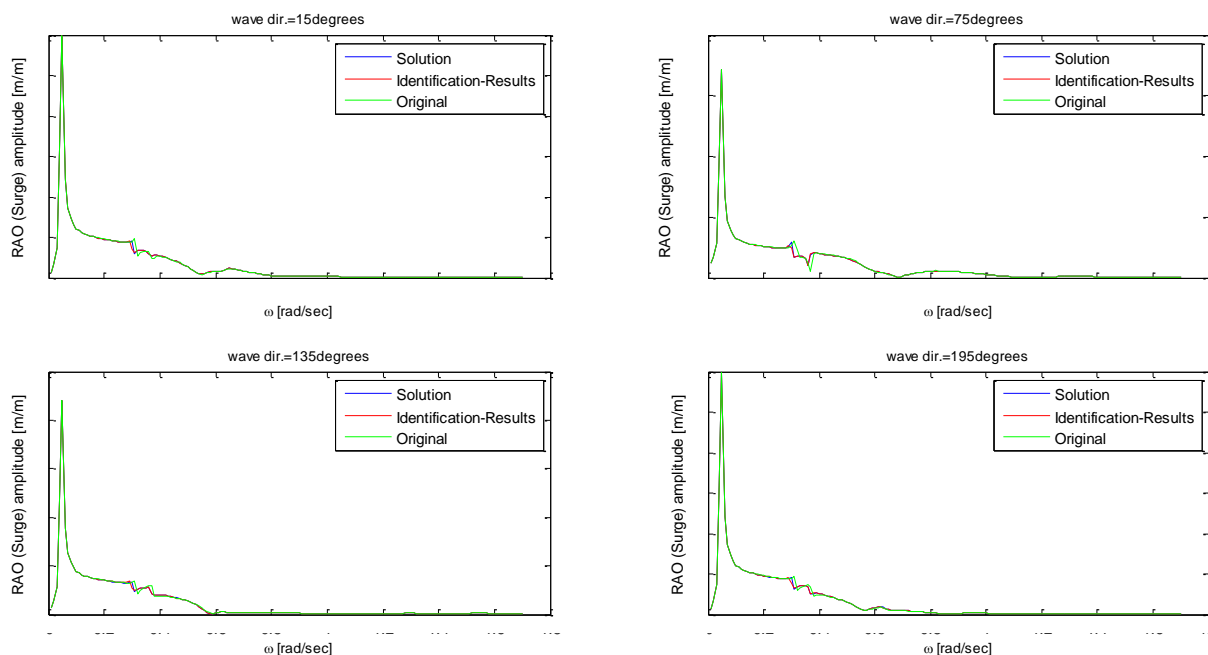 wave dir.=15degrees
RAO (Surge) amplitude [m/m]
Solution
Identification-Results
Original
ω [rad/sec]
wave dir.=75degrees
RAO (Surge) amplitude [m/m]
Solution
Identification-Results
Original
ω [rad/sec]
wave dir.=135degrees
RAO (Surge) amplitude [m/m]
Solution
Identification-Results
Original
ω [rad/sec]
wave dir.=195degrees
RAO (Surge) amplitude [m/m]
Solution
Identification-Results
Original
ω [rad/sec]